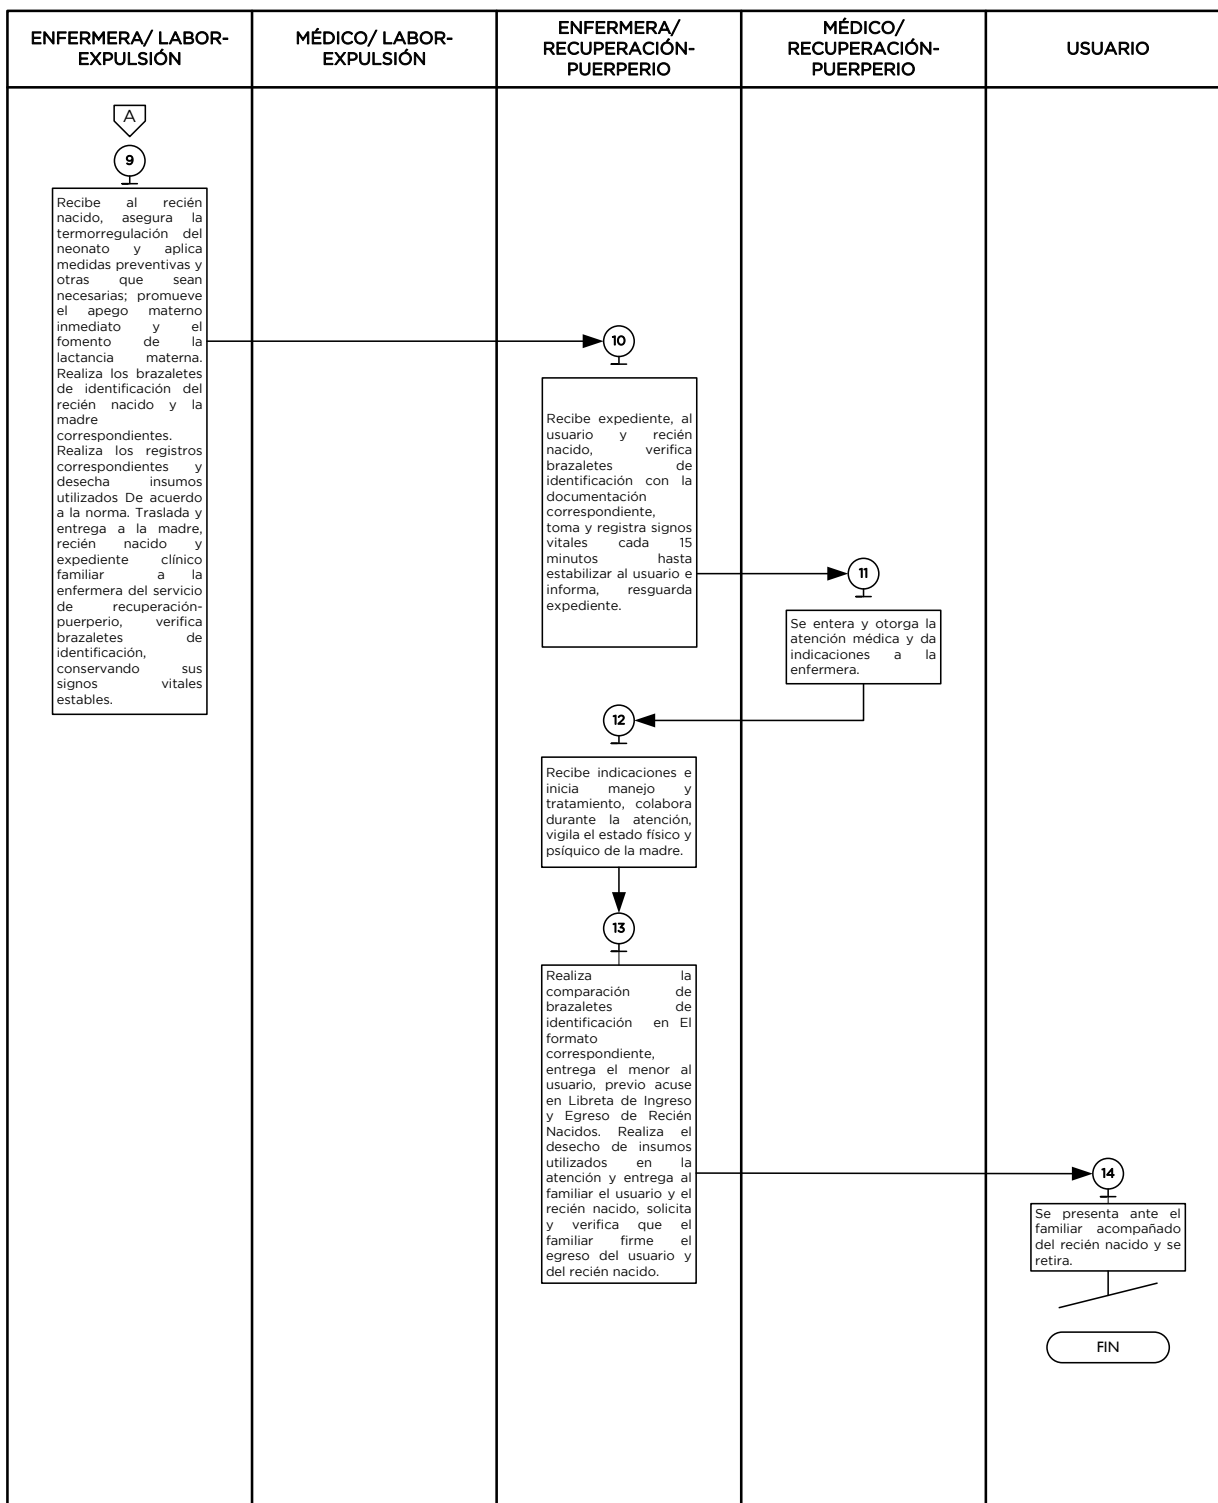 ENFERMERA/ LABOR-
EXPULSIÓN
MÉDICO/ LABOR-
EXPULSIÓN
ENFERMERA/
RECUPERACIÓN-
PUERPERIO
MÉDICO/
RECUPERACIÓN-
PUERPERIO
USUARIO
A
9
Recibe al recién
nacido, asegura la
termorregulación del
neonato y aplica
medidas preventivas y
otras que sean
necesarias; promueve
el apego materno
inmediato y el
fomento de la
lactancia materna.
Realiza los brazaletes
de identificación del
recién nacido y la
madre
correspondientes.
Realiza los registros
correspondientes y
desecha insumos
utilizados De acuerdo
a la norma. Traslada y
entrega a la madre,
recién nacido y
expediente clínico
familiar a la
enfermera del servicio
de recuperación-
puerperio, verifica
brazaletes de
identificación,
conservando sus
signos vitales
estables.
10
Recibe expediente, al
usuario y recién
nacido, verifica
brazaletes de
identificación con la
documentación
correspondiente,
toma y registra signos
vitales cada 15
minutos hasta
estabilizar al usuario e
informa, resguarda
expediente.
11
Se entera y otorga la
atención médica y da
indicaciones a la
enfermera.
12
Recibe indicaciones e
inicia manejo y
tratamiento, colabora
durante la atención,
vigila el estado físico y
psíquico de la madre.
13
Realiza la
comparación de
brazaletes de
identificación en El
formato
correspondiente,
entrega el menor al
usuario, previo acuse
en Libreta de Ingreso
y Egreso de Recién
Nacidos. Realiza el
desecho de insumos
utilizados en la
atención y entrega al
familiar el usuario y el
recién nacido, solicita
y verifica que el
familiar firme el
egreso del usuario y
del recién nacido.
14
Se presenta ante el
familiar acompañado
del recién nacido y se
retira.
FIN